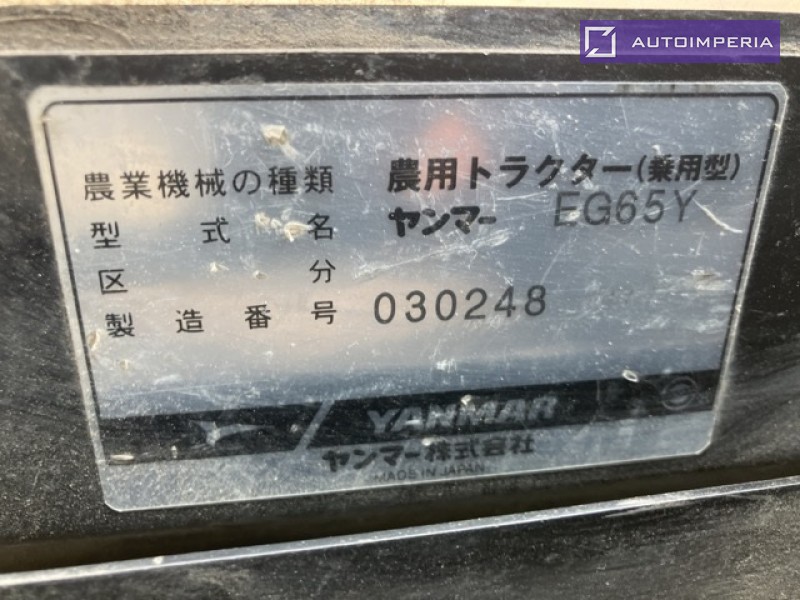 AUTOIMPERIA
農業機械の種類 農用トラクター(乗用型)
型式名 ヤンマー EG65Y
区分
製造番号 030248
YANMAR
ヤンマー株式会社
MADE IN JAPAN